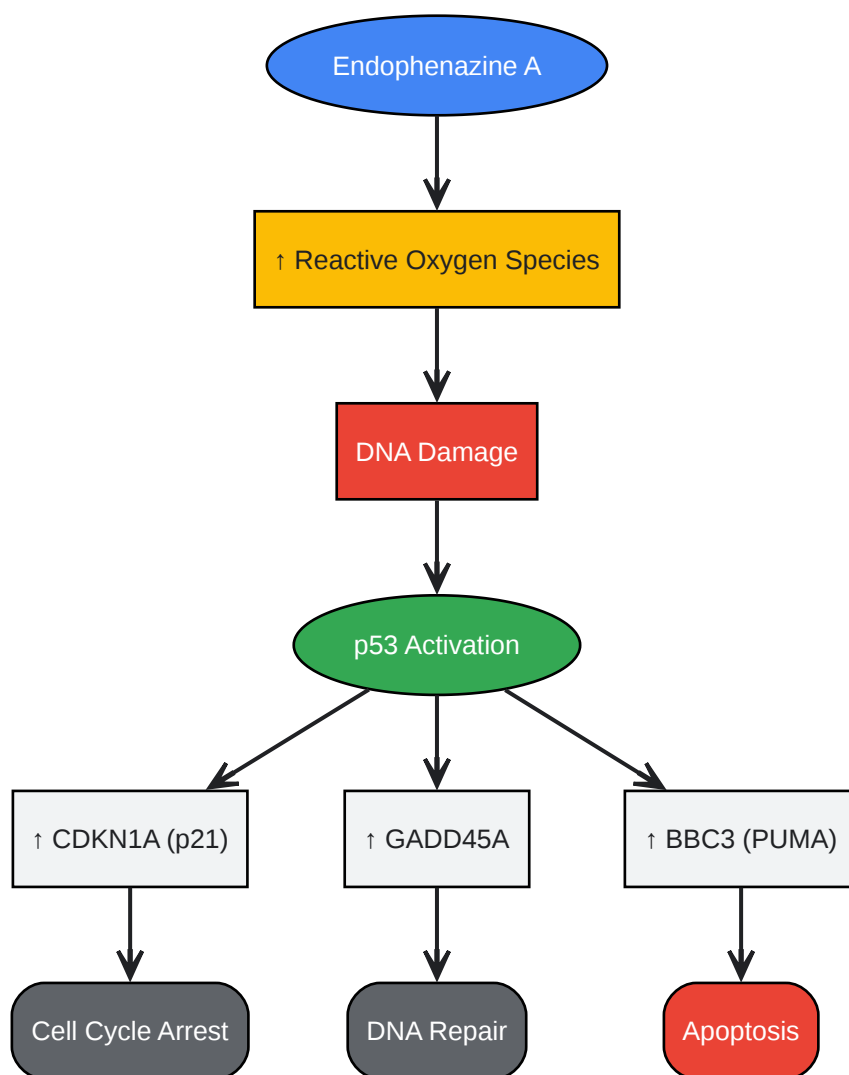 Endophenazine A
↑ Reactive Oxygen Species
DNA Damage
p53 Activation
↑ CDKN1A (p21)
↑ GADD45A
↑ BBC3 (PUMA)
Cell Cycle Arrest
DNA Repair
Apoptosis